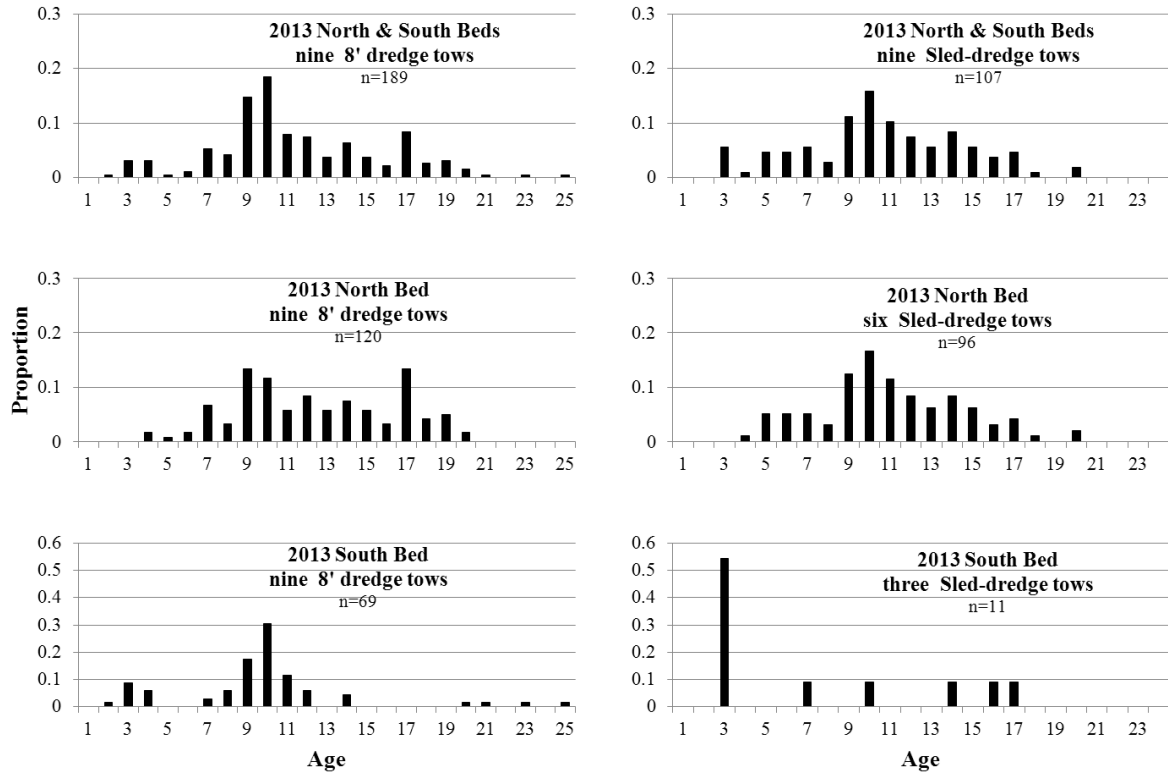 2013 North & South Beds
nine 8' dredge tows
n=189
0.3
0.2
0.1
0
1 3 5 7 9 11 13 15 17 19 21 23 25
2013 North & South Beds
nine Sled-dredge tows
n=107
0.3
0.2
0.1
0
1 3 5 7 9 11 13 15 17 19 21 23
Proportion
2013 North Bed
nine 8' dredge tows
n=120
0.3
0.2
0.1
0
1 3 5 7 9 11 13 15 17 19 21 23 25
2013 North Bed
six Sled-dredge tows
n=96
0.3
0.2
0.1
0
1 3 5 7 9 11 13 15 17 19 21 23
2013 South Bed
nine 8' dredge tows
n=69
0.6
0.5
0.4
0.3
0.2
0.1
0
1 3 5 7 9 11 13 15 17 19 21 23 25
Age
2013 South Bed
three Sled-dredge tows
n=11
0.6
0.5
0.4
0.3
0.2
0.1
0
1 3 5 7 9 11 13 15 17 19 21 23
Age